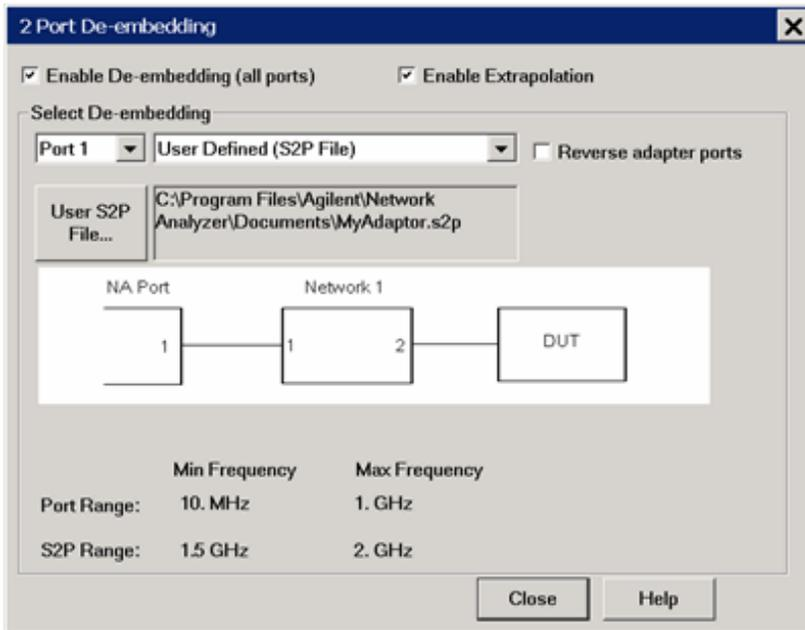 2 Port De-embedding
Enable De-embedding (all ports)
Enable Extrapolation
Select De-embedding
Port 1
User Defined (S2P File)
Reverse adapter ports
User S2P
File...
C:\Program Files\Agilent\Network
Analyzer\Documents\MyAdaptor.s2p
NA Port
Network 1
1
1
2
DUT
Min Frequency
Max Frequency
Port Range:
10. MHz
1. GHz
S2P Range:
1.5 GHz
2. GHz
Close
Help